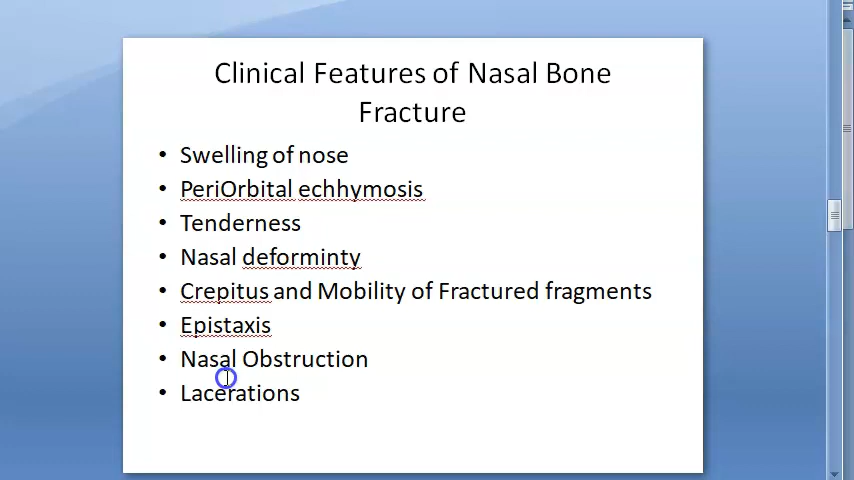 Clinical Features of Nasal Bone
Fracture
• Swelling of nose
• PeriOrbital echhymosis
• Tenderness
• Nasal deforminty
• Crepitus and Mobility of Fractured fragments
• Epistaxis
• Nasal Obstruction
• Lacerations